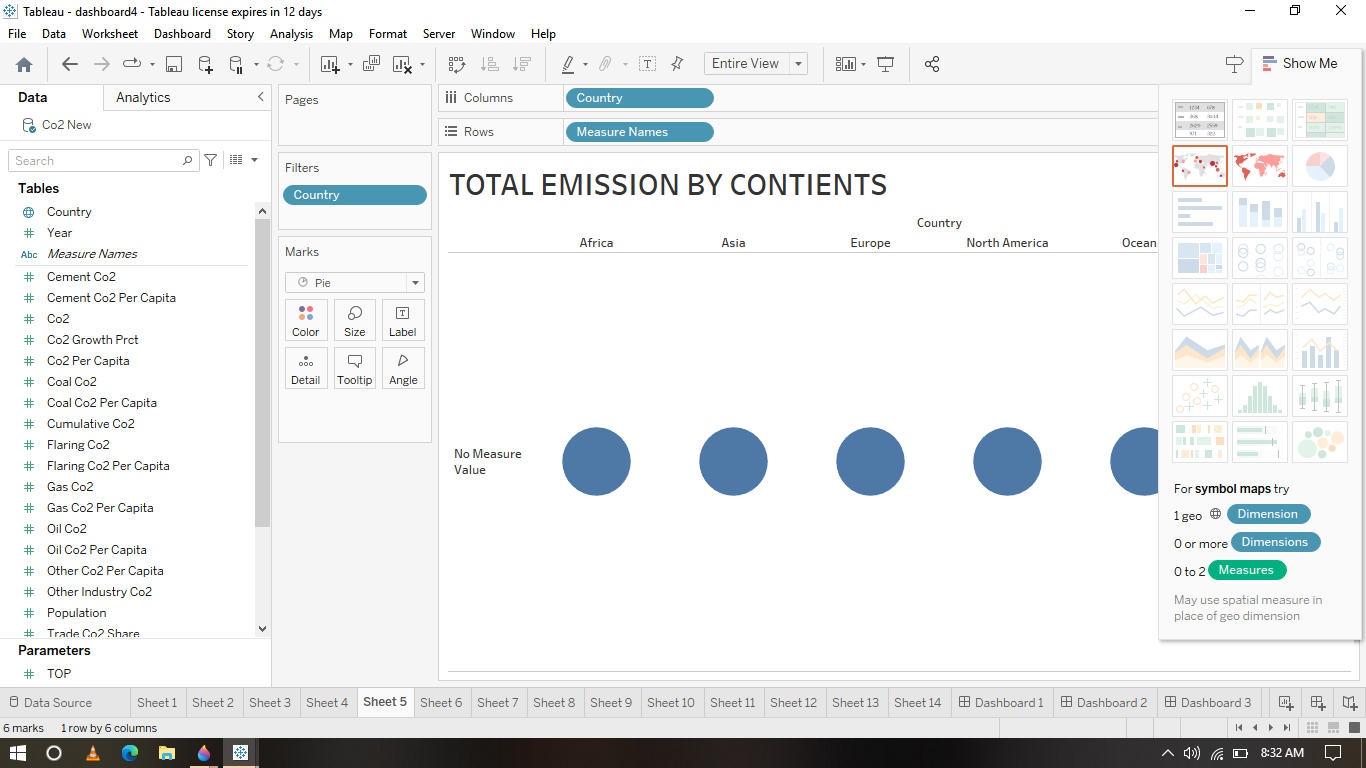 Tableau - dashboard4 - Tableau license expires in 12 days
File Data Worksheet Dashboard Story Analysis Map Format Server Window Help
Entire View
Show Me
Data Analytics
Co2 New
Search
Tables
Country
Year
Abc Measure Names
Cement Co2
Cement Co2 Per Capita
Co2
Co2 Growth Prct
Co2 Per Capita
Coal Co2
Coal Co2 Per Capita
Cumulative Co2
Flaring Co2
Flaring Co2 Per Capita
Gas Co2
Gas Co2 Per Capita
Oil Co2
Oil Co2 Per Capita
Other Co2 Per Capita
Other Industry Co2
Population
Trade Co2 Share
Parameters
TOP
Pages
Filters
Country
Marks
Pie
Color Size Label
Detail Tooltip Angle
Columns Country
Rows Measure Names
TOTAL EMISSION BY CONTIENTS
Country
Africa Asia Europe North America Ocean
No Measure
Value
For symbol maps try
1 geo Dimension
0 or more Dimensions
0 to 2 Measures
May use spatial measure in
place of geo dimension
Data Source Sheet 1 Sheet 2 Sheet 3 Sheet 4 Sheet 5 Sheet 6 Sheet 7 Sheet 8 Sheet 9 Sheet 10 Sheet 11 Sheet 12 Sheet 13 Sheet 14 Dashboard 1 Dashboard 2 Dashboard 3
6 marks 1 row by 6 columns
8:32 AM